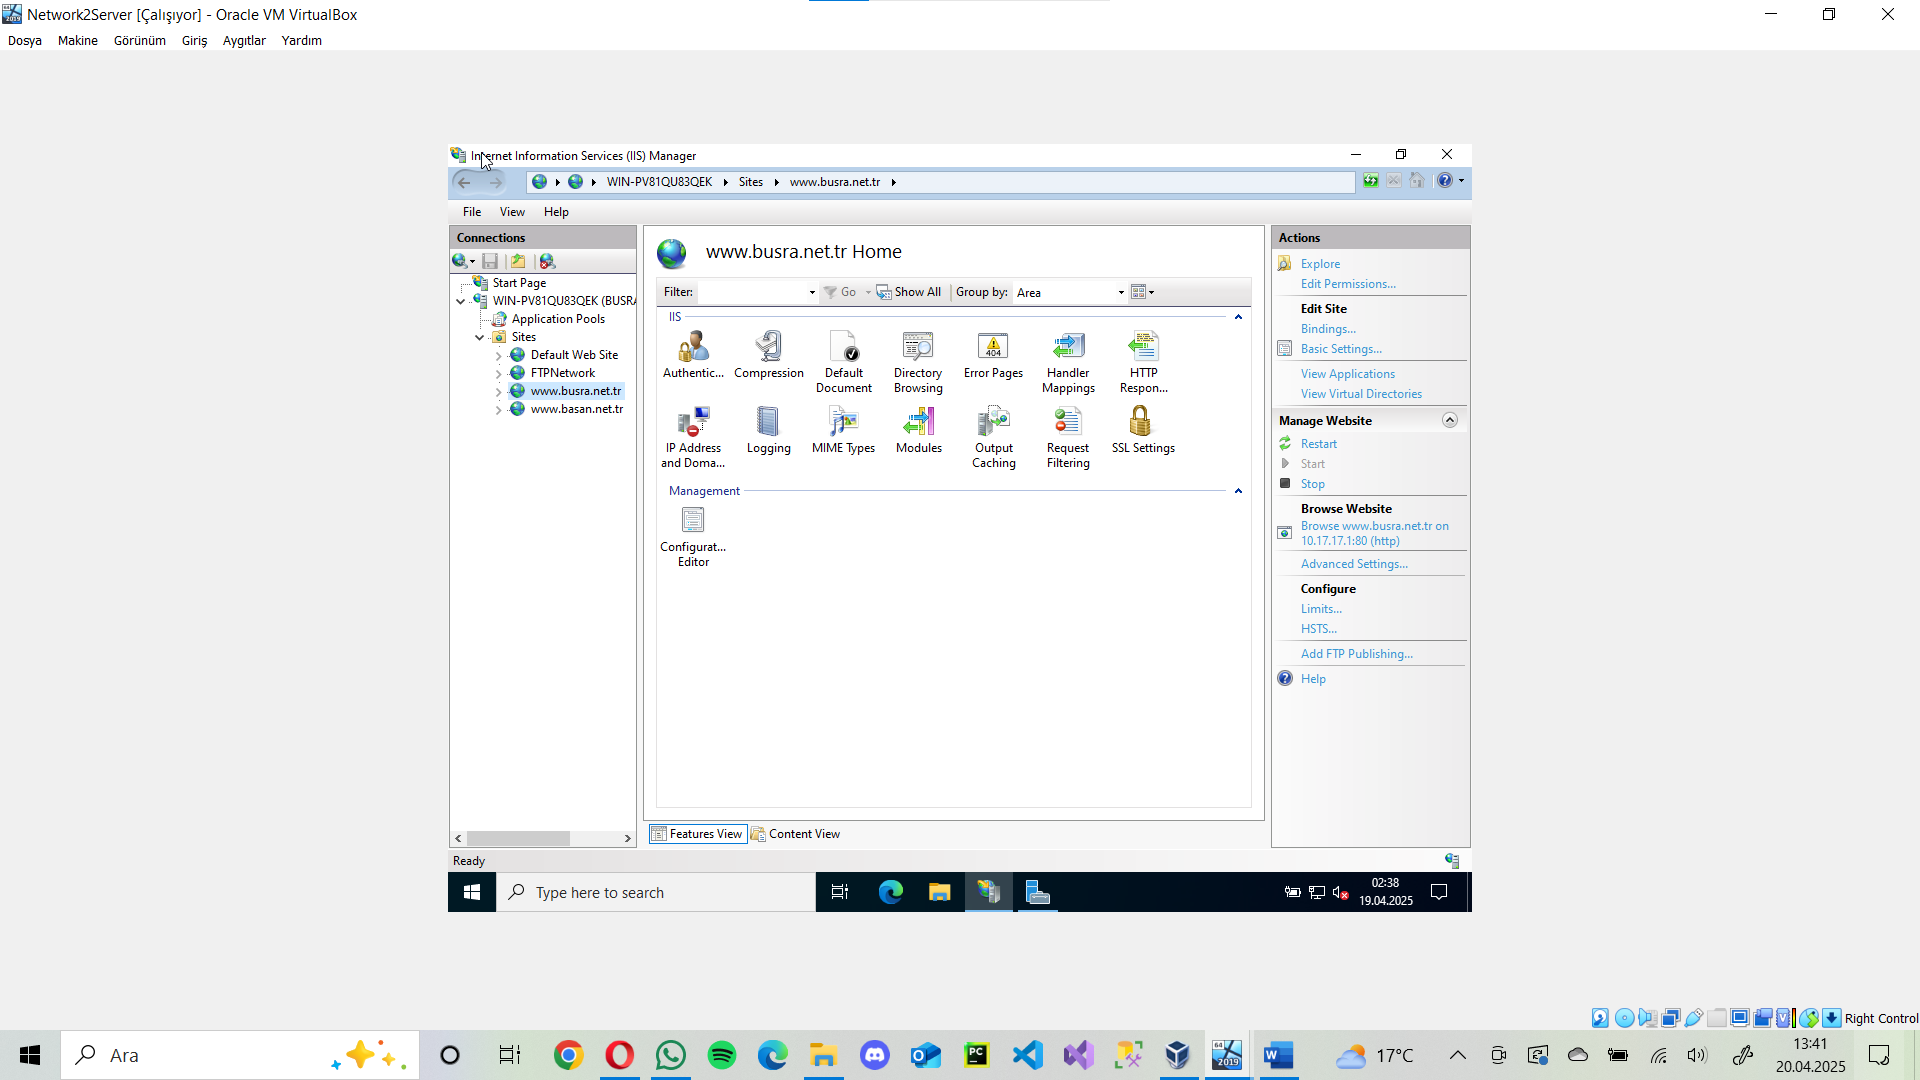 Network2Server [Çalışıyor] - Oracle VM VirtualBox
Dosya Makine Görünüm Giriş Aygıtlar Yardım
Internet Information Services (IIS) Manager
WIN-PV81QU83QEK Sites www.busra.net.tr
File View Help
Connections
Start Page
WIN-PV81QU83QEK (BUSRA
Application Pools
Sites
Default Web Site
FTPNetwork
www.busra.net.tr
www.basan.net.tr
www.busra.net.tr Home
Filter: Go Show All Group by: Area
IIS
Authentic...
Compression
Default Document
Directory Browsing
Error Pages
404
Handler Mappings
HTTP Respon...
IP Address and Doma...
Logging
MIME Types
Modules
Output Caching
Request Filtering
SSL Settings
Management
Configurat... Editor
Features View Content View
Ready
Actions
Explore
Edit Permissions...
Edit Site
Bindings...
Basic Settings...
View Applications
View Virtual Directories
Manage Website
Restart
Start
Stop
Browse Website
Browse www.busra.net.tr on
10.17.17.1:80 (http)
Advanced Settings...
Configure
Limits...
HSTS...
Add FTP Publishing...
Help
Type here to search
02:38
19.04.2025
Right Control
Ara
PC
64
2019
W
17°C
13:41
20.04.2025